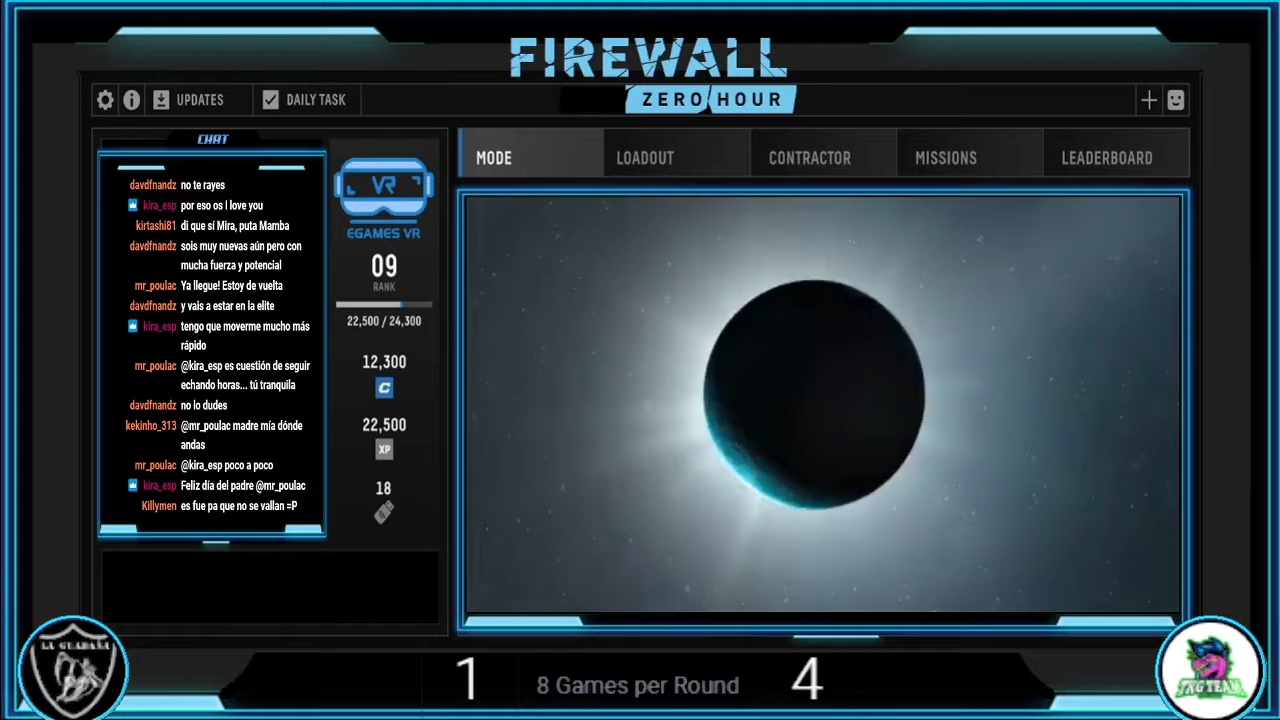 FIREWALL
ZERO HOUR
UPDATES
DAILY TASK
CHAT
davdfnandz no te rayes
kira_esp por eso os I love you
kirtashi81 di que sí Mira, puta Mamba
davdfnandz sois muy nuevas aún pero con
mucha fuerza y potencial
mr_poulac Ya llegue! Estoy de vuelta
davdfnandz y vais a estar en la elite
kira_esp tengo que moverme mucho más
rápido
mr_poulac @kira_esp es cuestión de seguir
echando horas... tú tranquila
davdfnandz no lo dudes
kekinho_313 @mr_poulac madre mía dónde
andas
mr_poulac @kira_esp poco a poco
kira_esp Feliz día del padre @mr_poulac
Killymen es fue pa que no se vallan =P
VR
EGAMES VR
09
RANK
22,500 / 24,300
12,300
C
22,500
XP
18
MODE
LOADOUT
CONTRACTOR
MISSIONS
LEADERBOARD
LA GUADAÑA
1
8 Games per Round
4